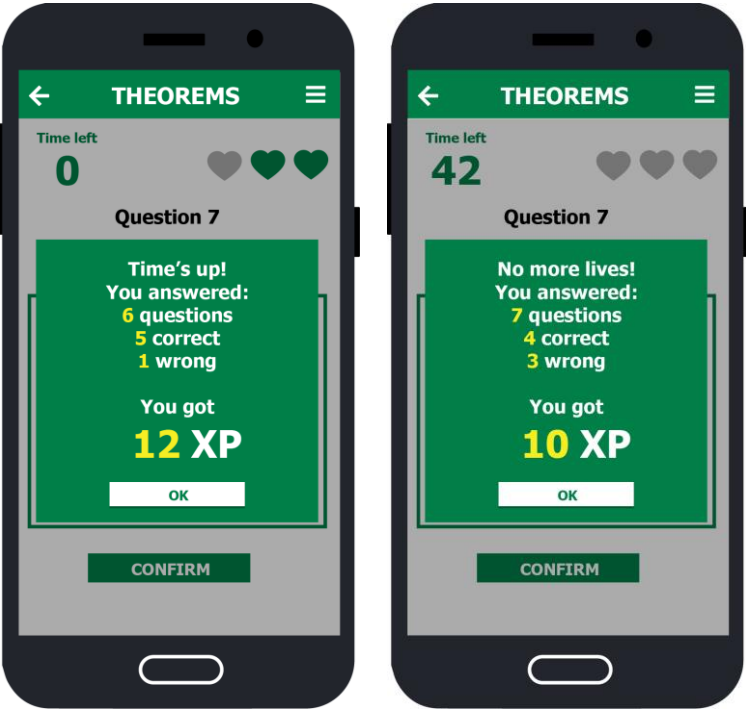 THEOREMS
Time left
0
Question 7
Time's up!
You answered:
6 questions
5 correct
1 wrong
You got
12 XP
OK
CONFIRM
THEOREMS
Time left
42
Question 7
No more lives!
You answered:
7 questions
4 correct
3 wrong
You got
10 XP
OK
CONFIRM